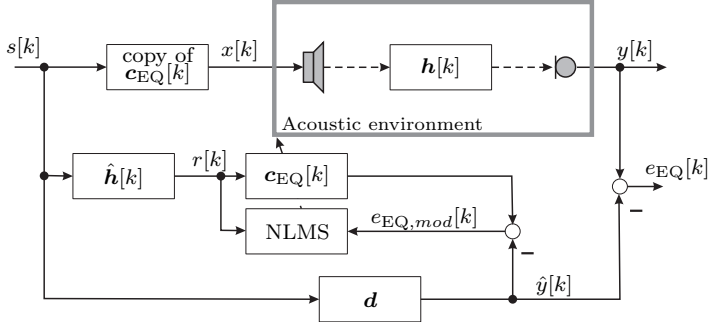 s[k]
copy of
c_EQ[k]
x[k]
h[k]
y[k]
Acoustic environment
ĥ[k]
r[k]
c_EQ[k]
e_EQ[k]
NLMS
e_EQ,mod[k]
−
−
d
ŷ[k]